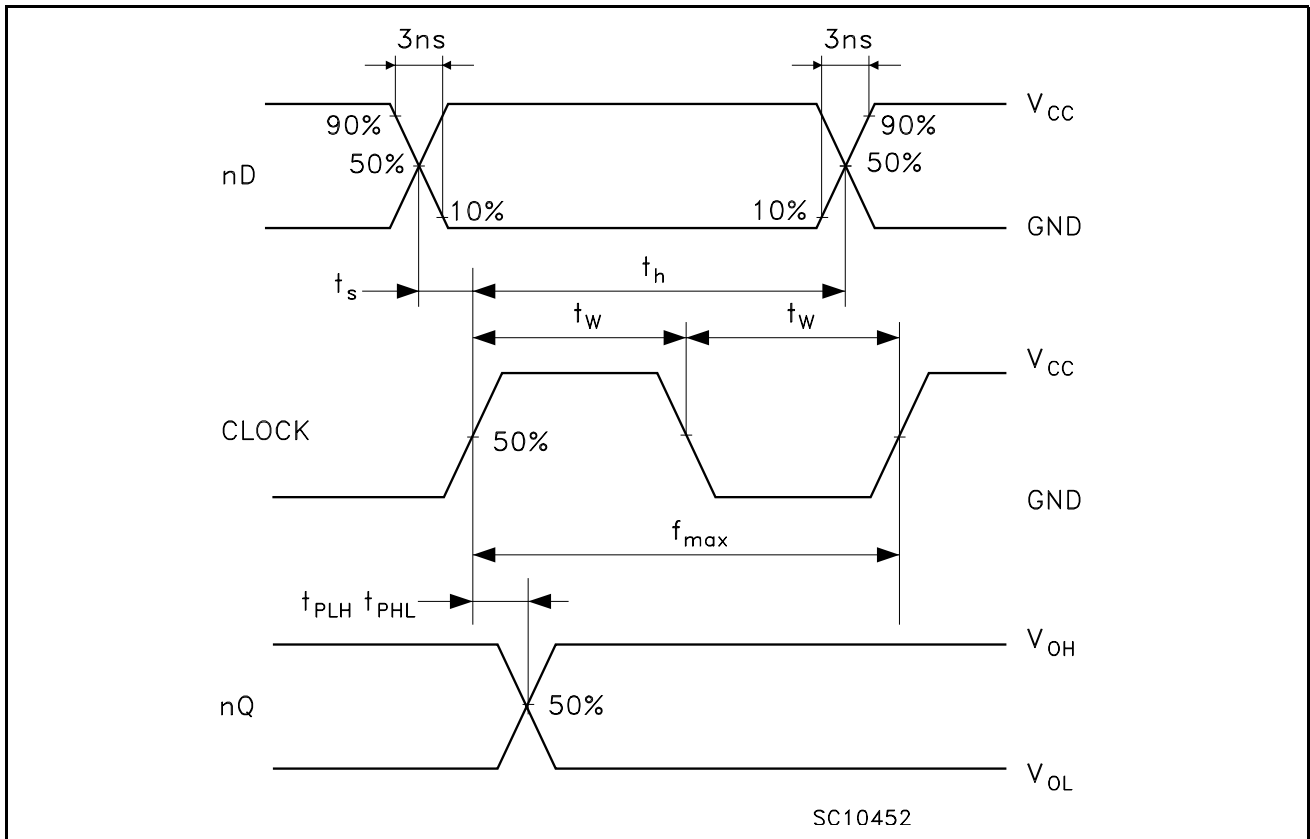 3ns 3ns
V_CC
90% 90%
50% 50%
nD
10% 10%
GND
t_s t_h
t_W t_W
V_CC
CLOCK 50%
GND
f_max
t_PLH t_PHL
V_OH
nQ 50%
V_OL
SC10452